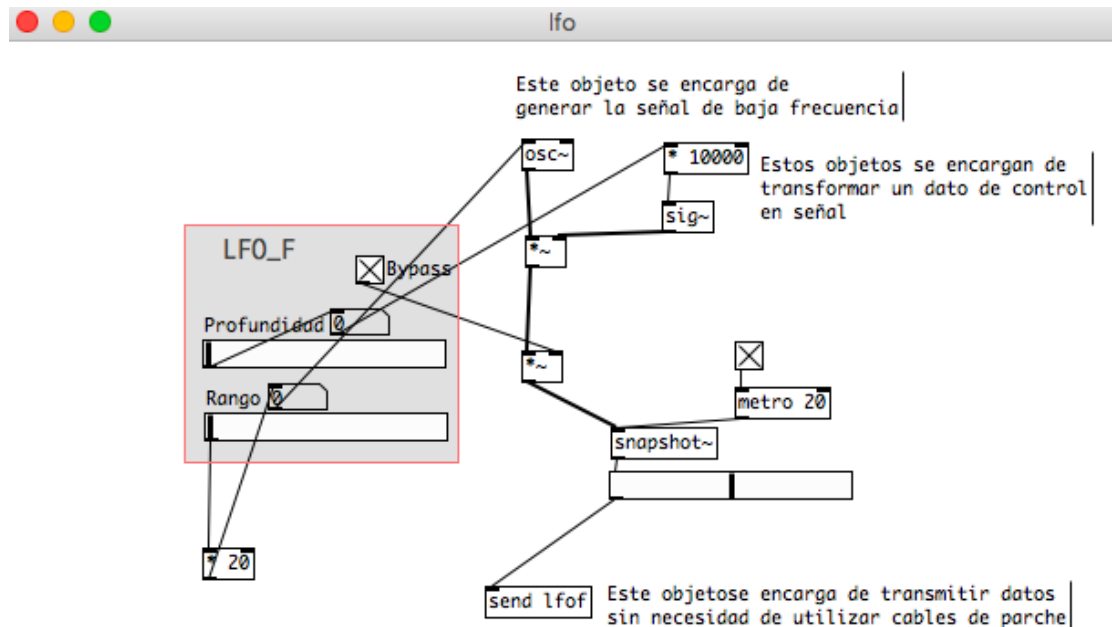 lfo
Este objeto se encarga de
generar la señal de baja frecuencia
osc~
* 10000
Estos objetos se encargan de
transformar un dato de control
en señal
sig~
*~
LFO_F
Bypass
Profundidad 0
Rango 0
*~
metro 20
snapshot~
* 20
send lfof
Este objetose encarga de transmitir datos
sin necesidad de utilizar cables de parche